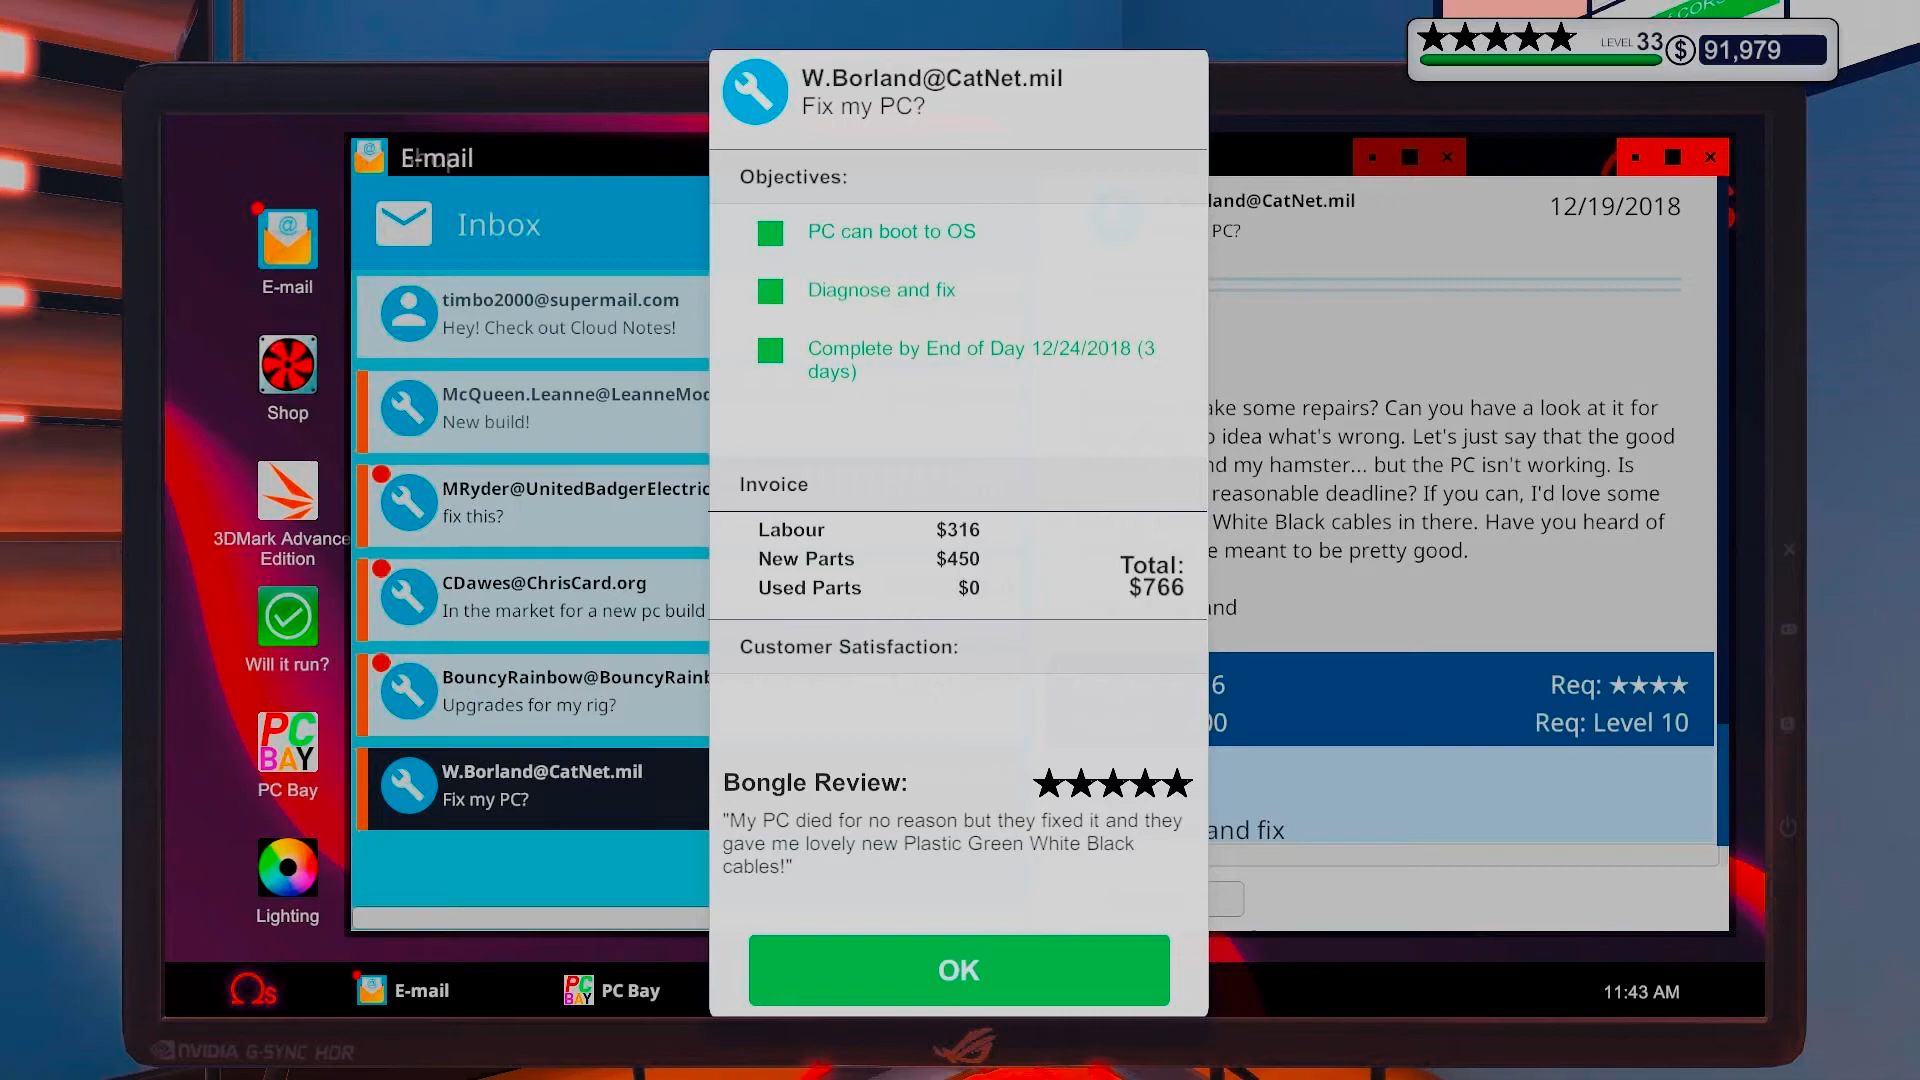 LEVEL 33
$ 91,979
E-mail
Inbox
timbo2000@supermail.com
Hey! Check out Cloud Notes!
McQueen.Leanne@LeanneMod
New build!
MRyder@UnitedBadgerElectric
fix this?
CDawes@ChrisCard.org
In the market for a new pc build
BouncyRainbow@BouncyRainb
Upgrades for my rig?
W.Borland@CatNet.mil
Fix my PC?
E-mail
Shop
3DMark Advance
Edition
Will it run?
PC
BAY
PC Bay
Lighting
W.Borland@CatNet.mil
Fix my PC?
Objectives:
PC can boot to OS
Diagnose and fix
Complete by End of Day 12/24/2018 (3
days)
Invoice
Labour $316
New Parts $450
Used Parts $0
Total:
$766
Customer Satisfaction:
Bongle Review: ★★★★★
"My PC died for no reason but they fixed it and they
gave me lovely new Plastic Green White Black
cables!"
OK
land@CatNet.mil
PC?
12/19/2018
ake some repairs? Can you have a look at it for
idea what's wrong. Let's just say that the good
nd my hamster... but the PC isn't working. Is
reasonable deadline? If you can, I'd love some
White Black cables in there. Have you heard of
e meant to be pretty good.
and
6 Req: ★★★★
00 Req: Level 10
and fix
Ωs
E-mail
PC
BAY
PC Bay
11:43 AM
NVIDIA G-SYNC HDR